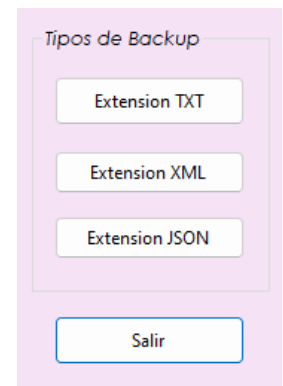 Tipos de Backup
Extension TXT
Extension XML
Extension JSON
Salir